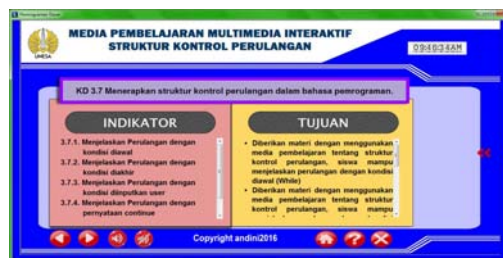 Pemrograman Dasar
UNESA
MEDIA PEMBELAJARAN MULTIMEDIA INTERAKTIF
STRUKTUR KONTROL PERULANGAN
09:46:34AM
KD 3.7 Menerapkan struktur kontrol perulangan dalam bahasa pemrograman.
INDIKATOR
3.7.1. Menjelaskan Perulangan dengan
kondisi diawal
3.7.2. Menjelaskan Perulangan dengan
kondisi diakhir
3.7.3. Menjelaskan Perulangan dengan
kondisi diinputkan user
3.7.4. Menjelaskan Perulangan dengan
pernyataan continue
TUJUAN
• Diberikan materi dengan menggunakan
media pembelajaran tentang struktur
kontrol perulangan, siswa mampu
menjelaskan perulangan dengan kondisi
diawal (While)
• Diberikan materi dengan menggunakan
media pembelajaran tentang struktur
kontrol perulangan, siswa mampu
Copyright andini2016